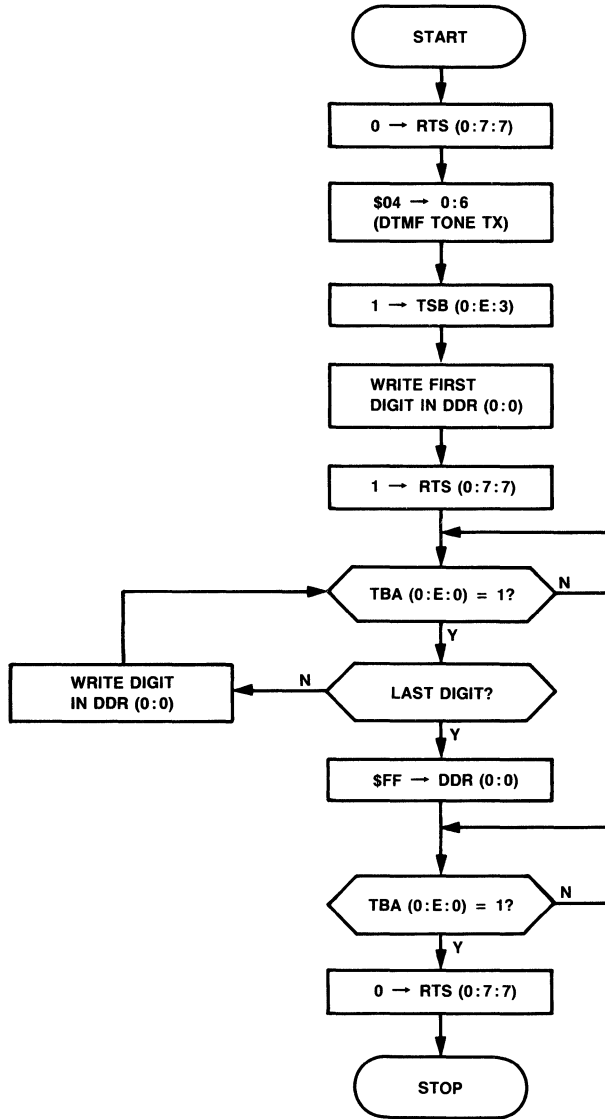 START
0 → RTS (0:7:7)
$04 → 0:6
(DTMF TONE TX)
1 → TSB (0:E:3)
WRITE FIRST
DIGIT IN DDR (0:0)
1 → RTS (0:7:7)
TBA (0:E:0) = 1?
N
Y
WRITE DIGIT
IN DDR (0:0)
N
LAST DIGIT?
Y
$FF → DDR (0:0)
TBA (0:E:0) = 1?
N
Y
0 → RTS (0:7:7)
STOP